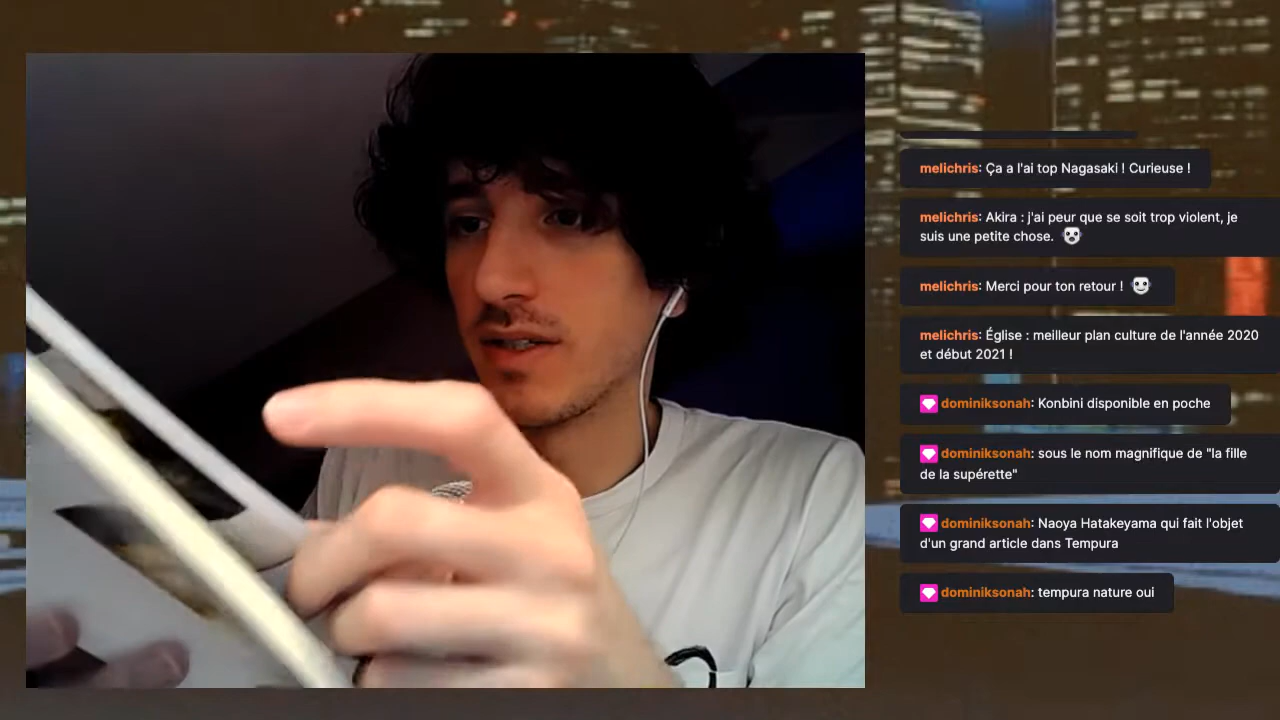 melichris: Ça a l'ai top Nagasaki ! Curieuse !
melichris: Akira : j'ai peur que se soit trop violent, je
suis une petite chose.
melichris: Merci pour ton retour !
melichris: Église : meilleur plan culture de l'année 2020
et début 2021 !
dominiksonah: Konbini disponible en poche
dominiksonah: sous le nom magnifique de "la fille
de la supérette"
dominiksonah: Naoya Hatakeyama qui fait l'objet
d'un grand article dans Tempura
dominiksonah: tempura nature oui